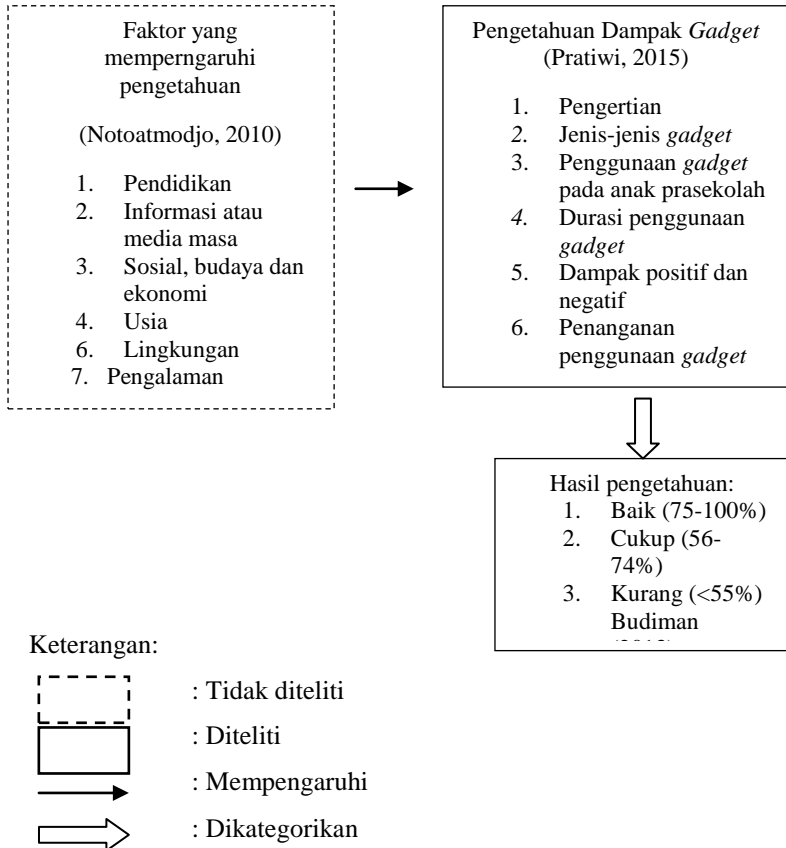 Faktor yang
memperngaruhi
pengetahuan
(Notoatmodjo, 2010)
1. Pendidikan
2. Informasi atau
media masa
3. Sosial, budaya dan
ekonomi
4. Usia
6. Lingkungan
7. Pengalaman
Pengetahuan Dampak Gadget
(Pratiwi, 2015)
1. Pengertian
2. Jenis-jenis gadget
3. Penggunaan gadget
pada anak prasekolah
4. Durasi penggunaan
gadget
5. Dampak positif dan
negatif
6. Penanganan
penggunaan gadget
Hasil pengetahuan:
1. Baik (75-100%)
2. Cukup (56-
74%)
3. Kurang (<55%)
Budiman
Keterangan:
: Tidak diteliti
: Diteliti
: Mempengaruhi
: Dikategorikan